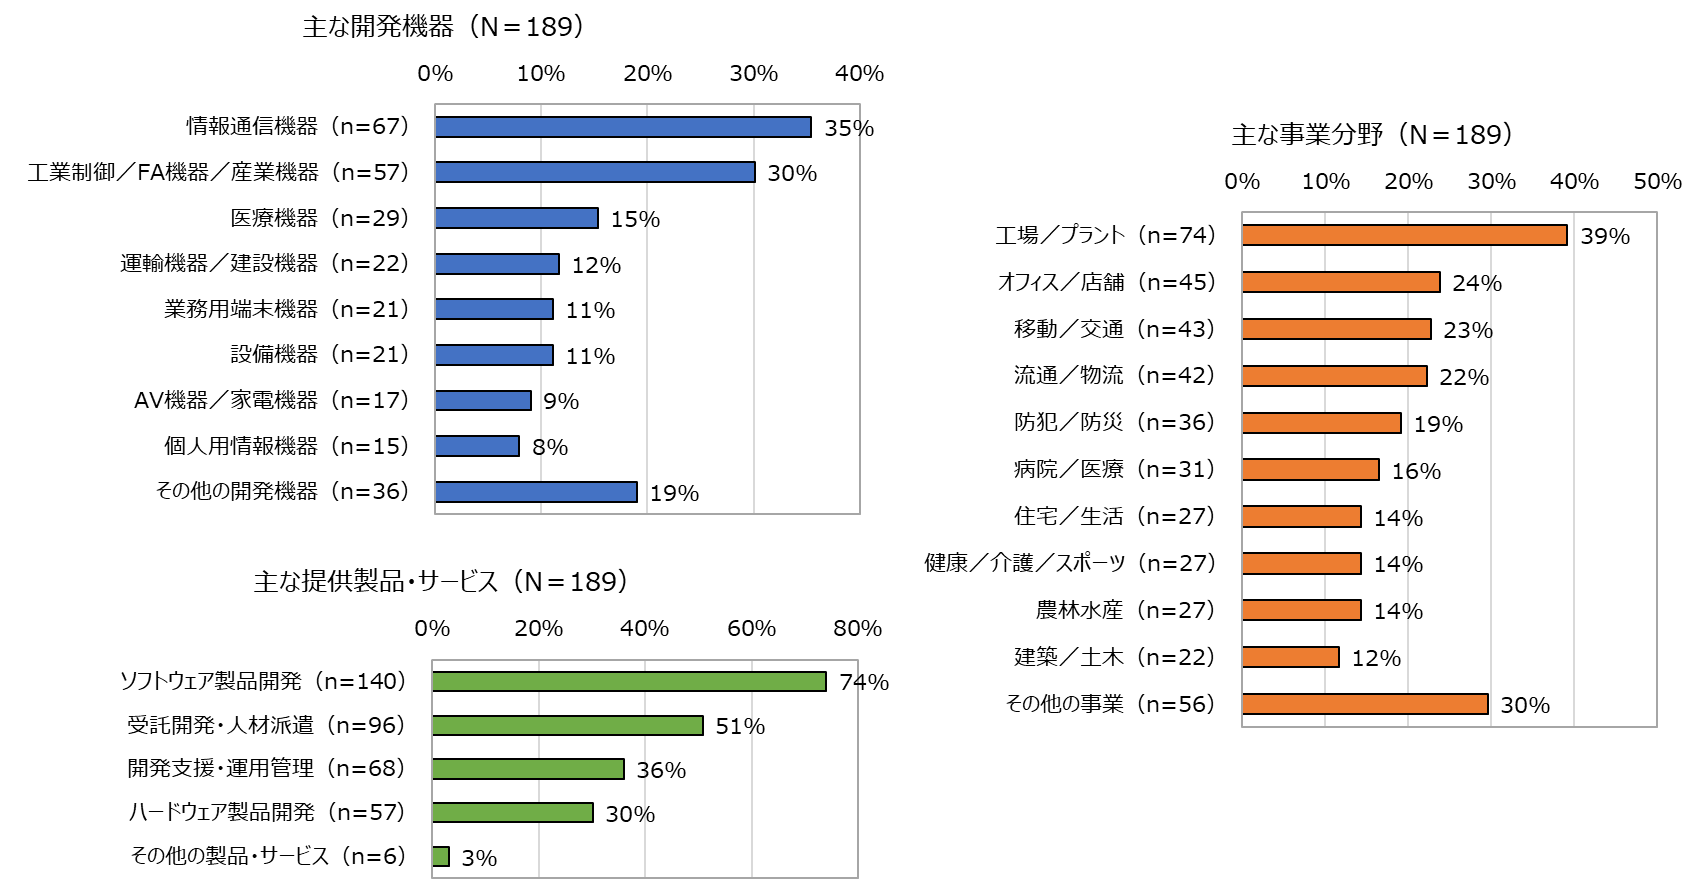 主な開発機器（N＝189）
0% 10% 20% 30% 40%
情報通信機器（n=67） 35%
工業制御／FA機器／産業機器（n=57） 30%
医療機器（n=29） 15%
運輸機器／建設機器（n=22） 12%
業務用端末機器（n=21） 11%
設備機器（n=21） 11%
AV機器／家電機器（n=17） 9%
個人用情報機器（n=15） 8%
その他の開発機器（n=36） 19%
主な提供製品・サービス（N＝189）
0% 20% 40% 60% 80%
ソフトウェア製品開発（n=140） 74%
受託開発・人材派遣（n=96） 51%
開発支援・運用管理（n=68） 36%
ハードウェア製品開発（n=57） 30%
その他の製品・サービス（n=6） 3%
主な事業分野（N＝189）
0% 10% 20% 30% 40% 50%
工場／プラント（n=74） 39%
オフィス／店舗（n=45） 24%
移動／交通（n=43） 23%
流通／物流（n=42） 22%
防犯／防災（n=36） 19%
病院／医療（n=31） 16%
住宅／生活（n=27） 14%
健康／介護／スポーツ（n=27） 14%
農林水産（n=27） 14%
建築／土木（n=22） 12%
その他の事業（n=56） 30%